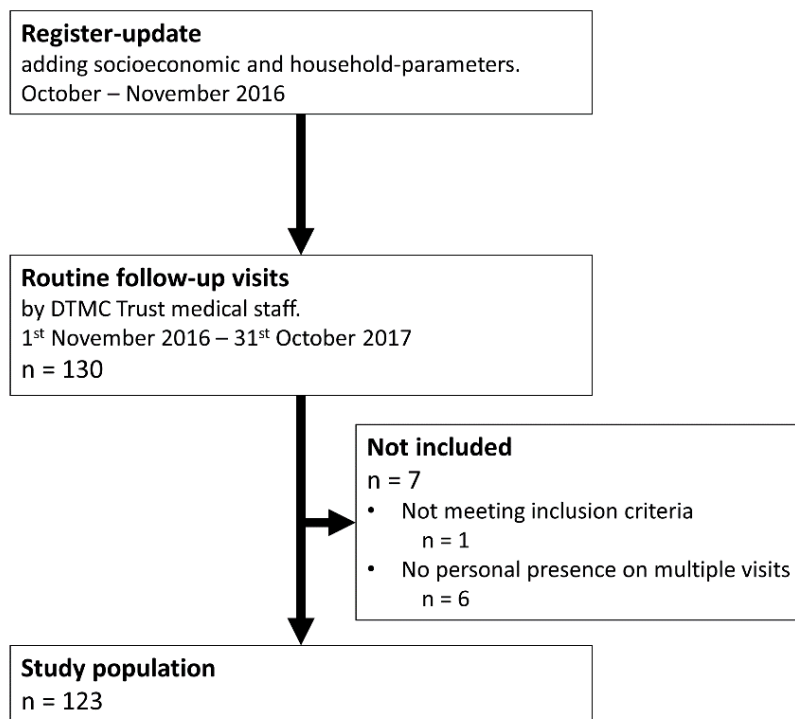 Register-update
adding socioeconomic and household-parameters.
October – November 2016
Routine follow-up visits
by DTMC Trust medical staff.
1st November 2016 – 31st October 2017
n = 130
Not included
n = 7
• Not meeting inclusion criteria
n = 1
• No personal presence on multiple visits
n = 6
Study population
n = 123